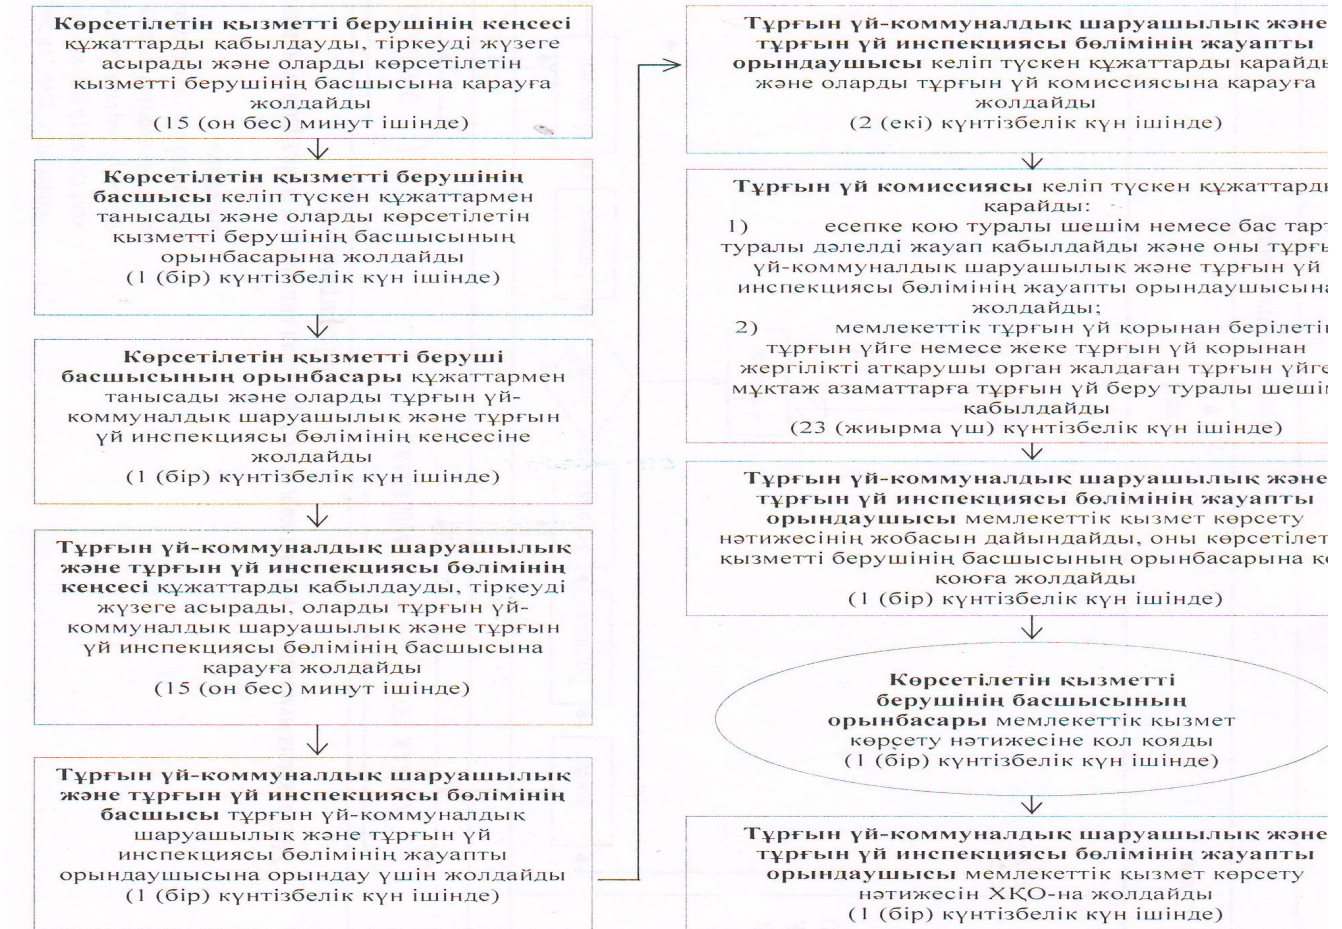 Көрсетілетін қызметті берушінің кеңсесі
құжаттарды қабылдауды, тіркеуді жүзеге
асырады және оларды көрсетілетін
қызметті берушінің басшысына қарауға
жолдайды
(15 (он бес) минут ішінде)
Көрсетілетін қызметті берушінің
басшысы келіп түскен құжаттармен
танысады және оларды көрсетілетін
қызметті берушінің басшысының
орынбасарына жолдайды
(1 (бір) күнтізбелік күн ішінде)
Көрсетілетін қызметті беруші
басшысының орынбасары құжаттармен
танысады және оларды тұрғын үй-
коммуналдық шаруашылық және тұрғын
үй инспекциясы бөлімінің кеңсесіне
жолдайды
(1 (бір) күнтізбелік күн ішінде)
Тұрғын үй-коммуналдық шаруашылық
және тұрғын үй инспекциясы бөлімінің
кеңсесі құжаттарды қабылдауды, тіркеуді
жүзеге асырады, оларды тұрғын үй-
коммуналдық шаруашылық және тұрғын
үй инспекциясы бөлімінің басшысына
қарауға жолдайды
(15 (он бес) минут ішінде)
Тұрғын үй-коммуналдық шаруашылық
және тұрғын үй инспекциясы бөлімінің
басшысы тұрғын үй-коммуналдық
шаруашылық және тұрғын үй
инспекциясы бөлімінің жауапты
орындаушысына орындау үшін жолдайды
(1 (бір) күнтізбелік күн ішінде)
Тұрғын үй-коммуналдық шаруашылық және
тұрғын үй инспекциясы бөлімінің жауапты
орындаушысы келіп түскен құжаттарды қарайды
және оларды тұрғын үй комиссиясына қарауға
жолдайды
(2 (екі) күнтізбелік күн ішінде)
Тұрғын үй комиссиясы келіп түскен құжаттарды
қарайды:
1) есепке қою туралы шешім немесе бас тарт
туралы дәлелді жауап қабылдайды және оны тұрғы
үй-коммуналдық шаруашылық және тұрғын үй
инспекциясы бөлімінің жауапты орындаушысына
жолдайды;
2) мемлекеттік тұрғын үй қорынан берілетін
тұрғын үйге немесе жеке тұрғын үй қорынан
жергілікті атқарушы орган жалдаған тұрғын үйге
мұқтаж азаматтарға тұрғын үй беру туралы шешім
қабылдайды
(23 (жиырма үш) күнтізбелік күн ішінде)
Тұрғын үй-коммуналдық шаруашылық және
тұрғын үй инспекциясы бөлімінің жауапты
орындаушысы мемлекеттік қызмет көрсету
нәтижесінің жобасын дайындайды, оны көрсетілет
қызметті берушінің басшысының орынбасарына қо
қоюға жолдайды
(1 (бір) күнтізбелік күн ішінде)
Көрсетілетін қызметті
берушінің басшысының
орынбасары мемлекеттік қызмет
көрсету нәтижесіне қол қояды
(1 (бір) күнтізбелік күн ішінде)
Тұрғын үй-коммуналдық шаруашылық және
тұрғын үй инспекциясы бөлімінің жауапты
орындаушысы мемлекеттік қызмет көрсету
нәтижесін ХҚО-на жолдайды
(1 (бір) күнтізбелік күн ішінде)